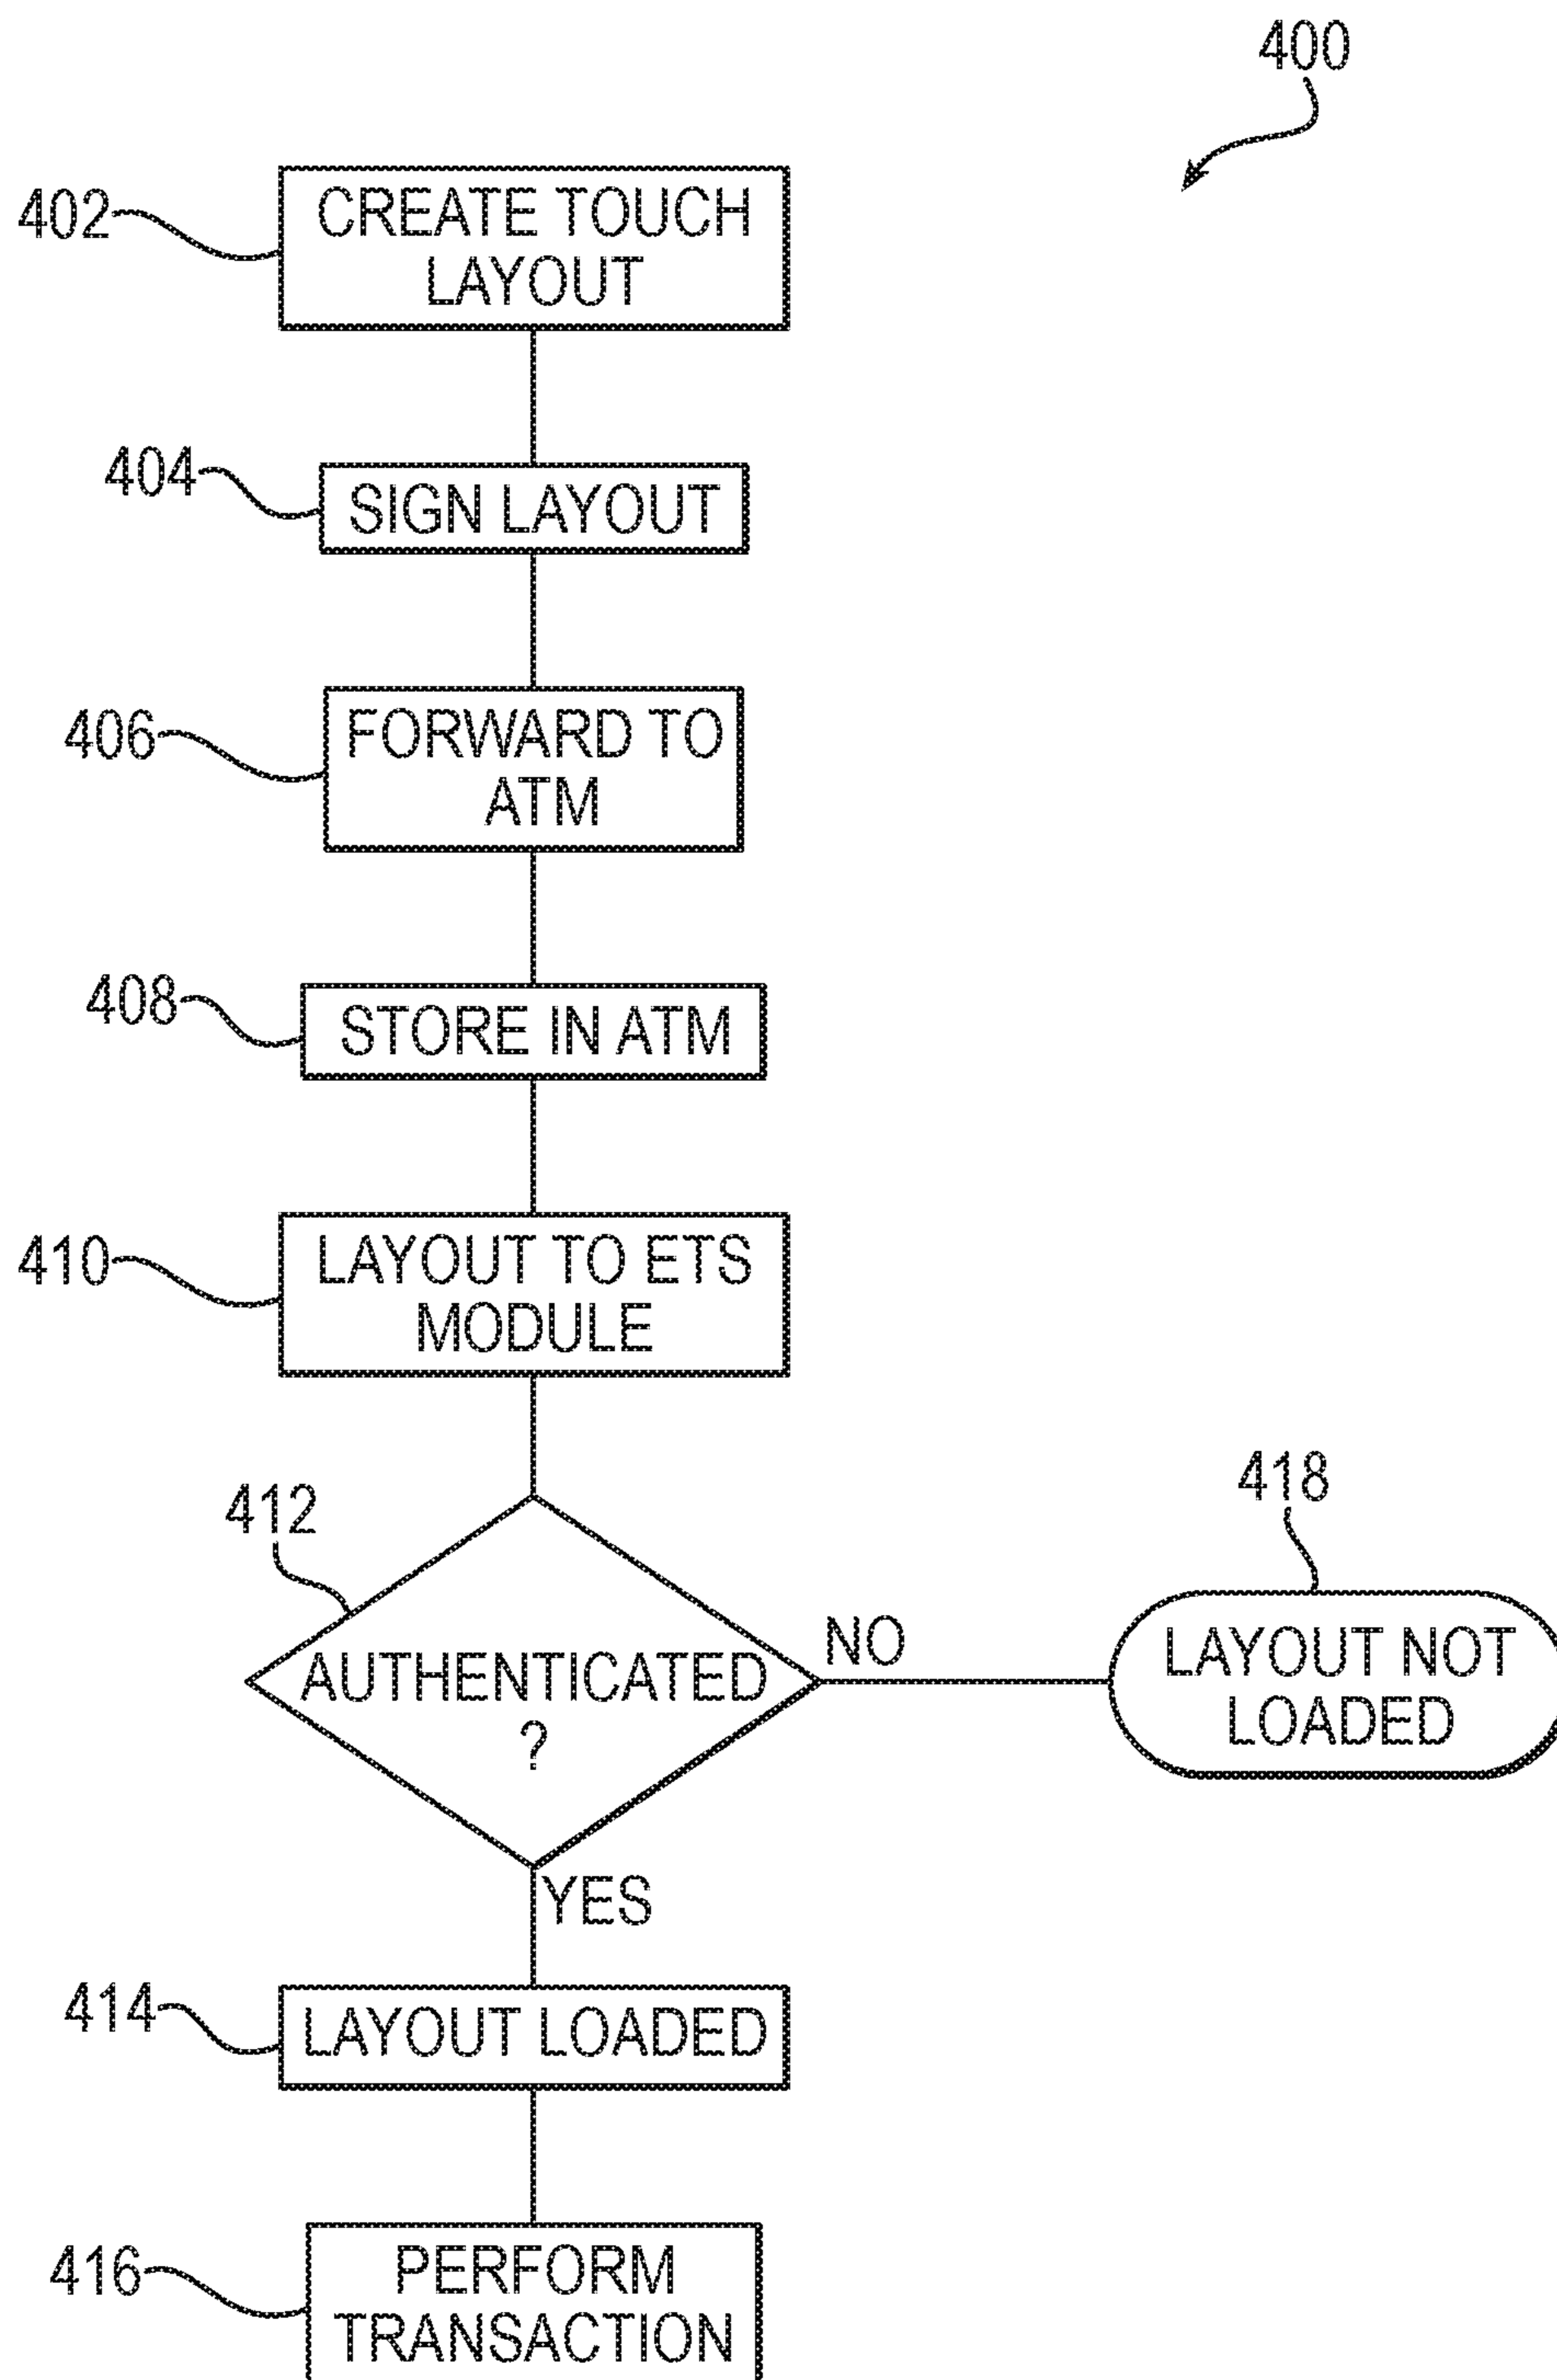 400
402
CREATE TOUCH
LAYOUT
404
SIGN LAYOUT
406
FORWARD TO
ATM
408
STORE IN ATM
410
LAYOUT TO ETS
MODULE
412
AUTHENTICATED
?
NO
418
LAYOUT NOT
LOADED
YES
414
LAYOUT LOADED
416
PERFORM
TRANSACTION